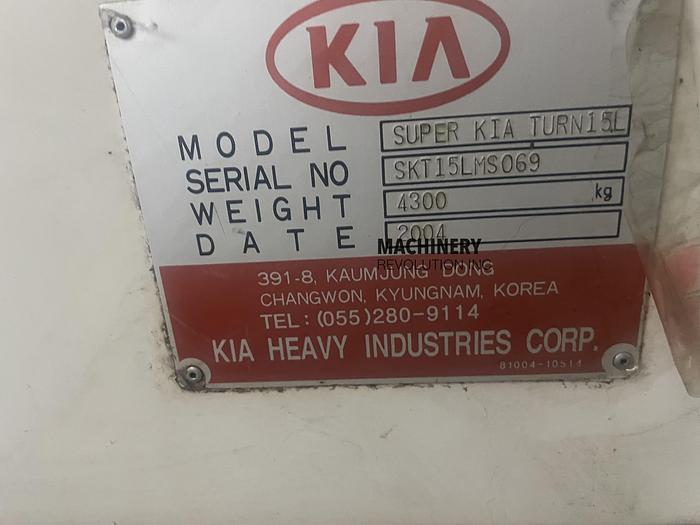 KIA
MODEL SUPER KIA TURN15L
SERIAL NO SKT15LMS069
WEIGHT 4300 kg
DATE 2004
MACHINERY
REVOLUTION INC
391-8, KAUMJUNG DONG
CHANGWON, KYUNGNAM, KOREA
TEL : (055)280-9114
KIA HEAVY INDUSTRIES CORP.
81004-10514